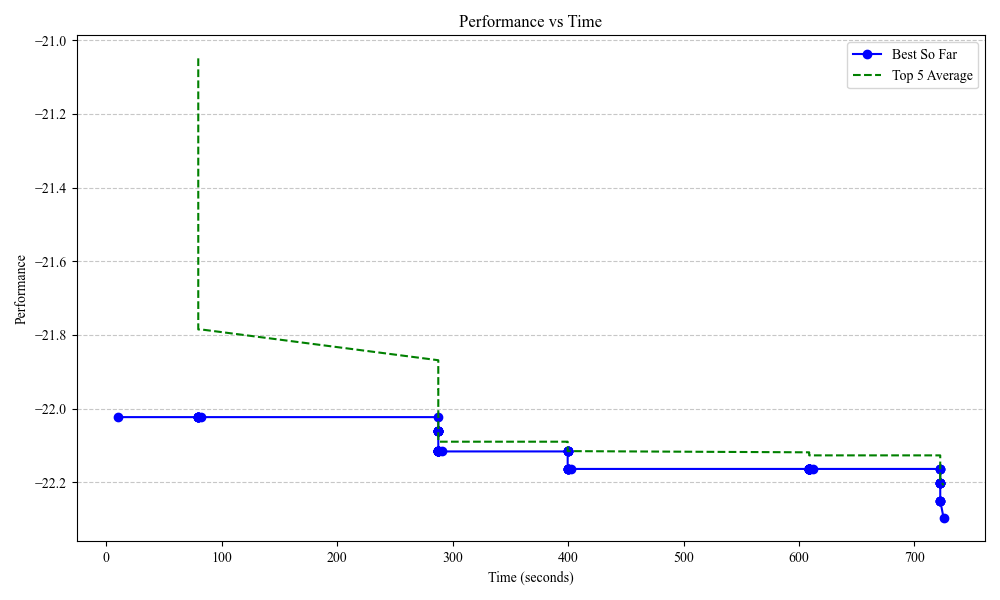 Performance vs Time
Performance
−21.0
−21.2
−21.4
−21.6
−21.8
−22.0
−22.2
Best So Far
Top 5 Average
0 100 200 300 400 500 600 700
Time (seconds)